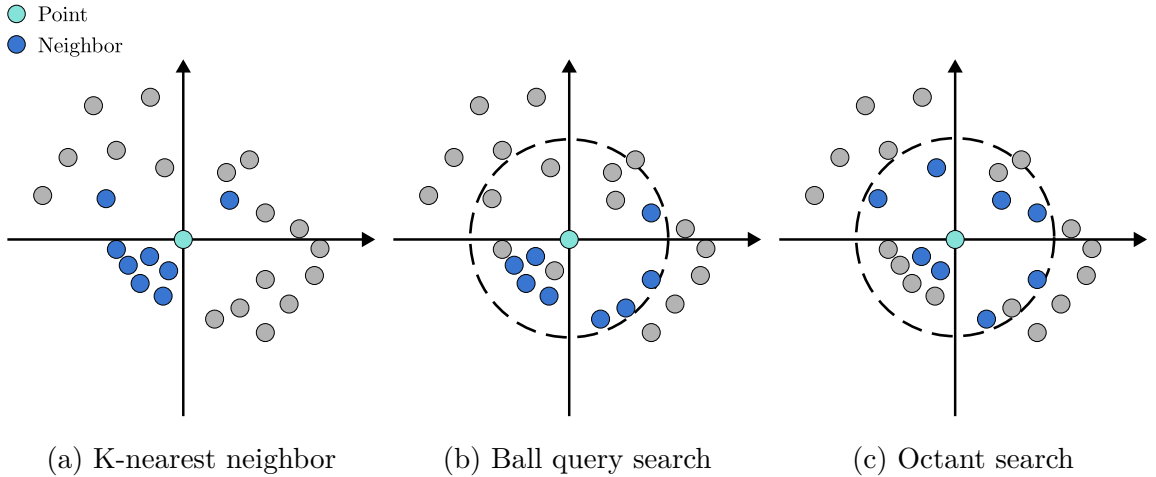 Point
Neighbor
(a) K-nearest neighbor
(b) Ball query search
(c) Octant search